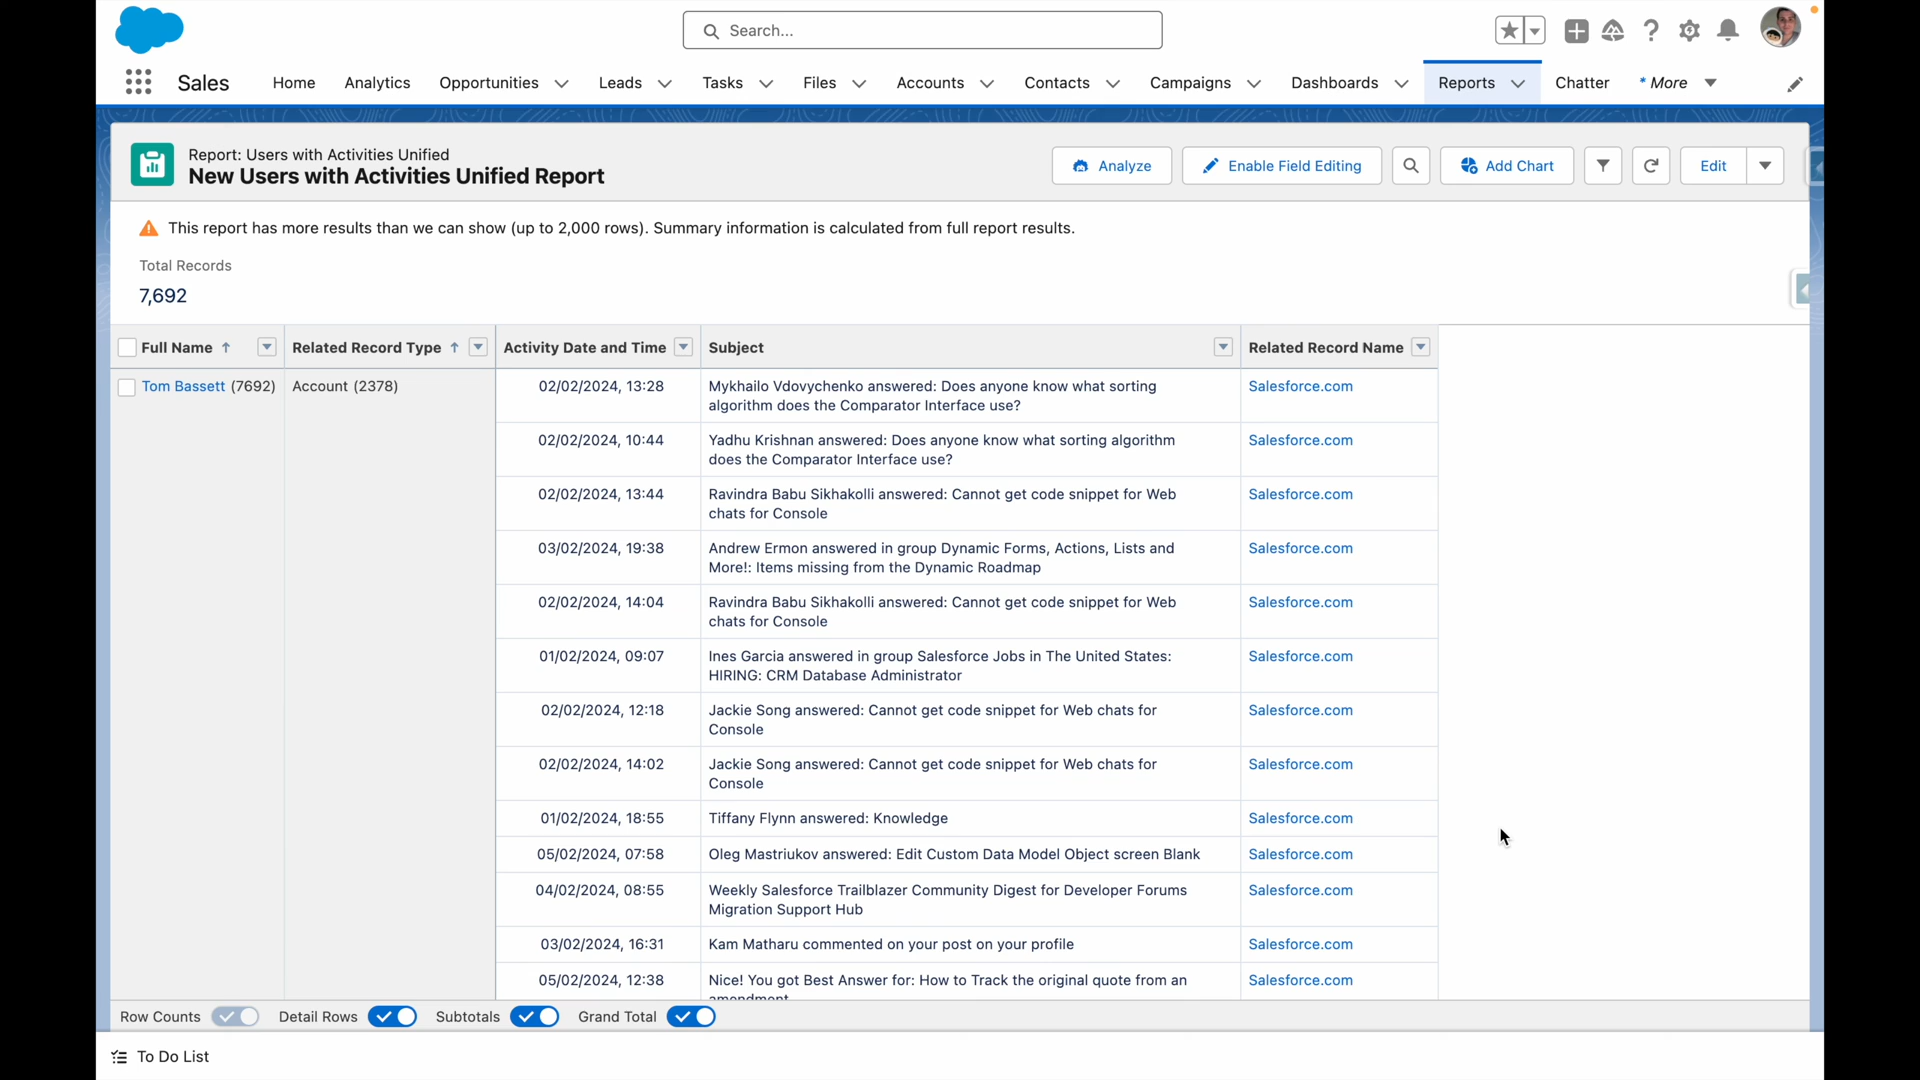 Search...
Sales
Home
Analytics
Opportunities
Leads
Tasks
Files
Accounts
Contacts
Campaigns
Dashboards
Reports
Chatter
* More
Report: Users with Activities Unified
New Users with Activities Unified Report
Analyze
Enable Field Editing
Add Chart
Edit
This report has more results than we can show (up to 2,000 rows). Summary information is calculated from full report results.
Total Records
7,692
Full Name ↑
Related Record Type ↑
Activity Date and Time
Subject
Related Record Name
Tom Bassett (7692)
Account (2378)
02/02/2024, 13:28
Mykhailo Vdovychenko answered: Does anyone know what sorting
algorithm does the Comparator Interface use?
Salesforce.com
02/02/2024, 10:44
Yadhu Krishnan answered: Does anyone know what sorting algorithm
does the Comparator Interface use?
Salesforce.com
02/02/2024, 13:44
Ravindra Babu Sikhakolli answered: Cannot get code snippet for Web
chats for Console
Salesforce.com
03/02/2024, 19:38
Andrew Ermon answered in group Dynamic Forms, Actions, Lists and
More!: Items missing from the Dynamic Roadmap
Salesforce.com
02/02/2024, 14:04
Ravindra Babu Sikhakolli answered: Cannot get code snippet for Web
chats for Console
Salesforce.com
01/02/2024, 09:07
Ines Garcia answered in group Salesforce Jobs in The United States:
HIRING: CRM Database Administrator
Salesforce.com
02/02/2024, 12:18
Jackie Song answered: Cannot get code snippet for Web chats for
Console
Salesforce.com
02/02/2024, 14:02
Jackie Song answered: Cannot get code snippet for Web chats for
Console
Salesforce.com
01/02/2024, 18:55
Tiffany Flynn answered: Knowledge
Salesforce.com
05/02/2024, 07:58
Oleg Mastriukov answered: Edit Custom Data Model Object screen Blank
Salesforce.com
04/02/2024, 08:55
Weekly Salesforce Trailblazer Community Digest for Developer Forums
Migration Support Hub
Salesforce.com
03/02/2024, 16:31
Kam Matharu commented on your post on your profile
Salesforce.com
05/02/2024, 12:38
Nice! You got Best Answer for: How to Track the original quote from an
amendment
Salesforce.com
Row Counts
Detail Rows
Subtotals
Grand Total
To Do List